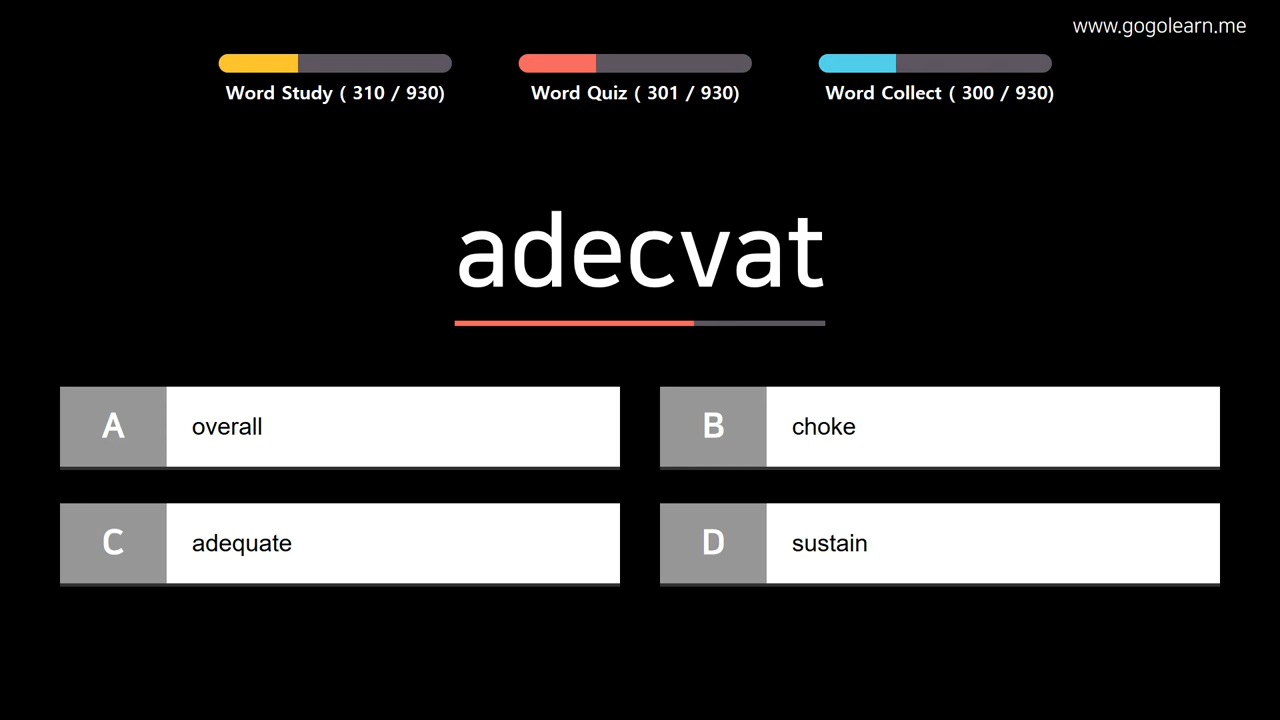 www.gogolearn.me
Word Study ( 310 / 930)
Word Quiz ( 301 / 930)
Word Collect ( 300 / 930)
adecvat
A overall
B choke
C adequate
D sustain